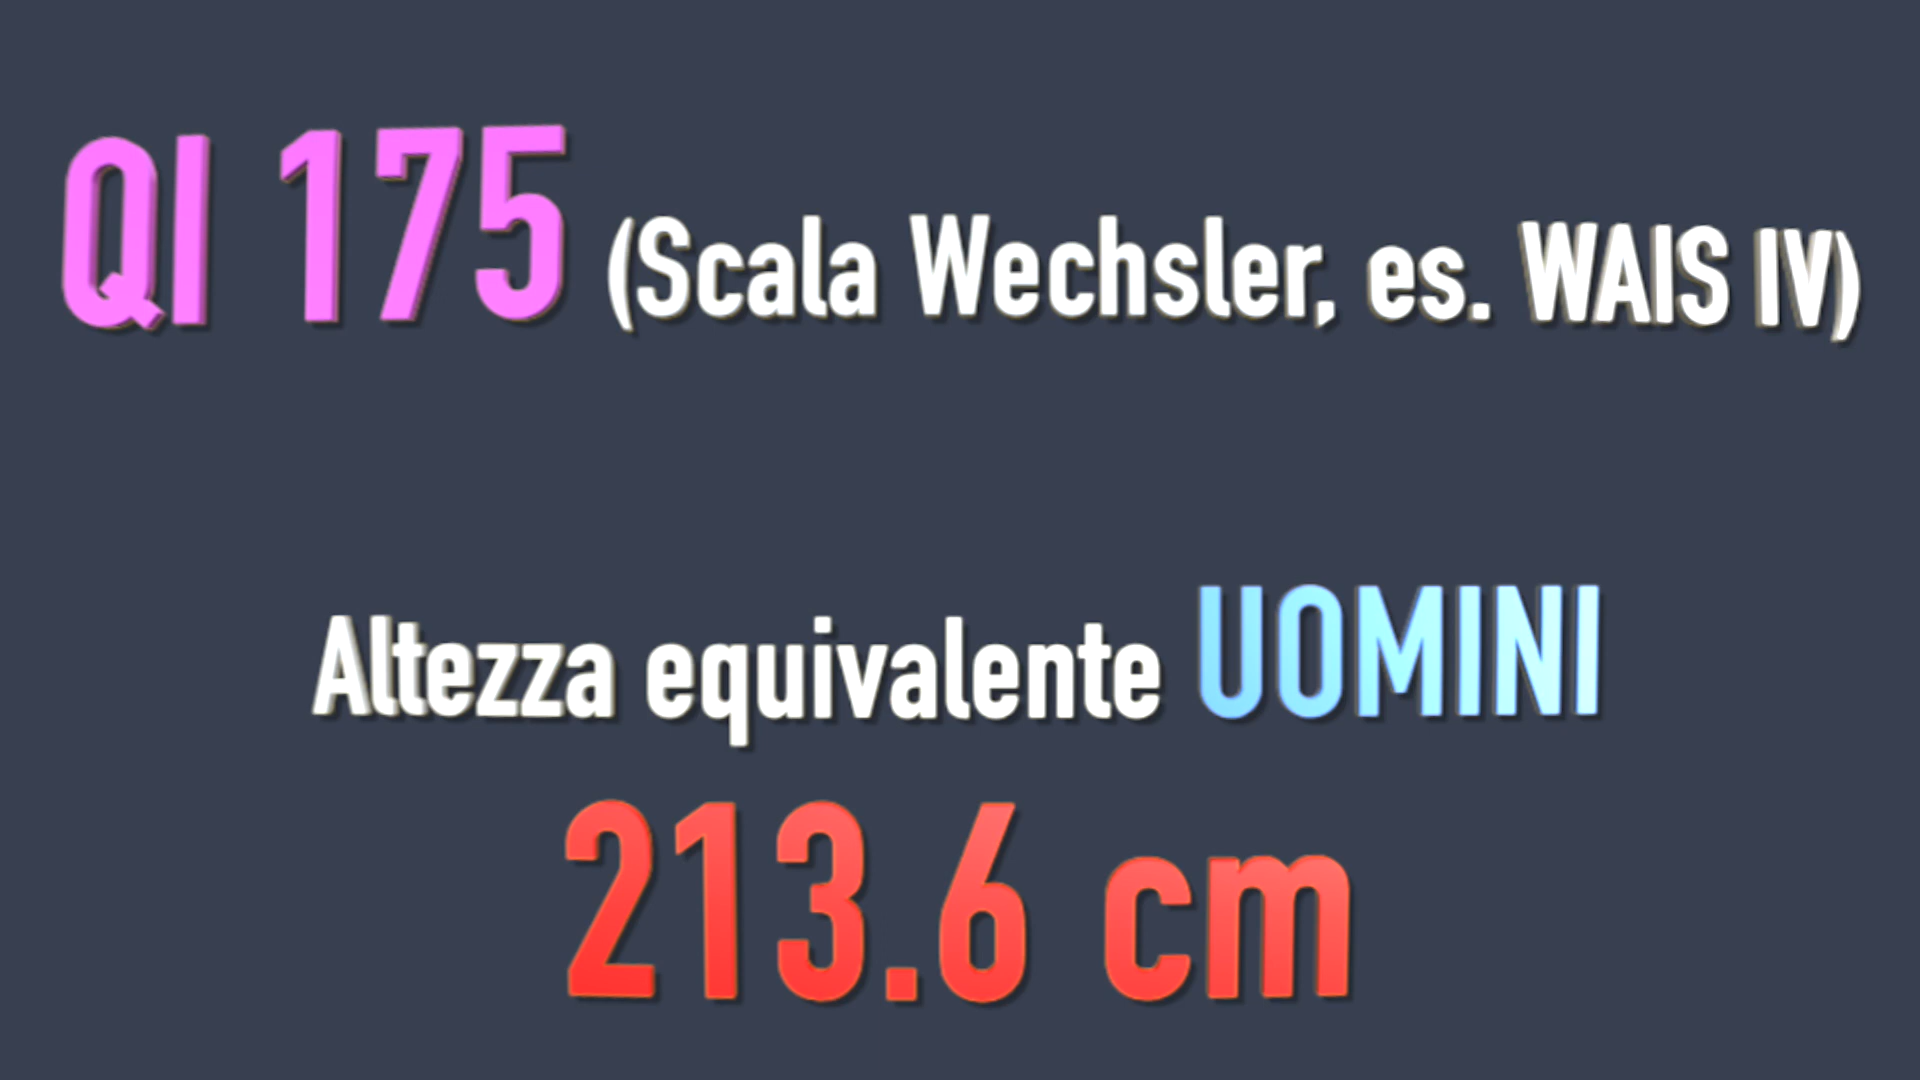 QI 175 (Scala Wechsler, es. WAIS IV)
Altezza equivalente UOMINI
213.6 cm